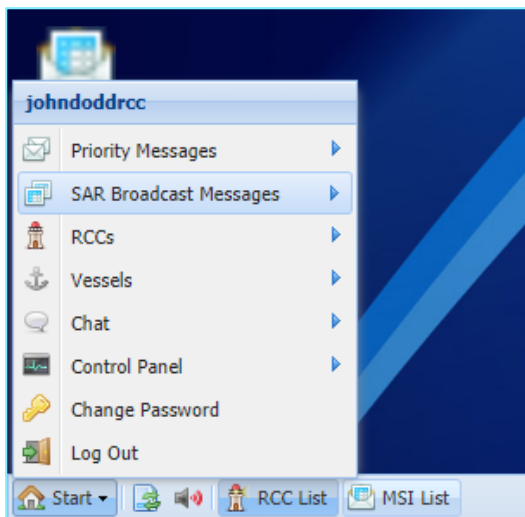 johndoddrcc
Priority Messages
SAR Broadcast Messages
RCCs
Vessels
Chat
Control Panel
Change Password
Log Out
Start RCC List MSI List